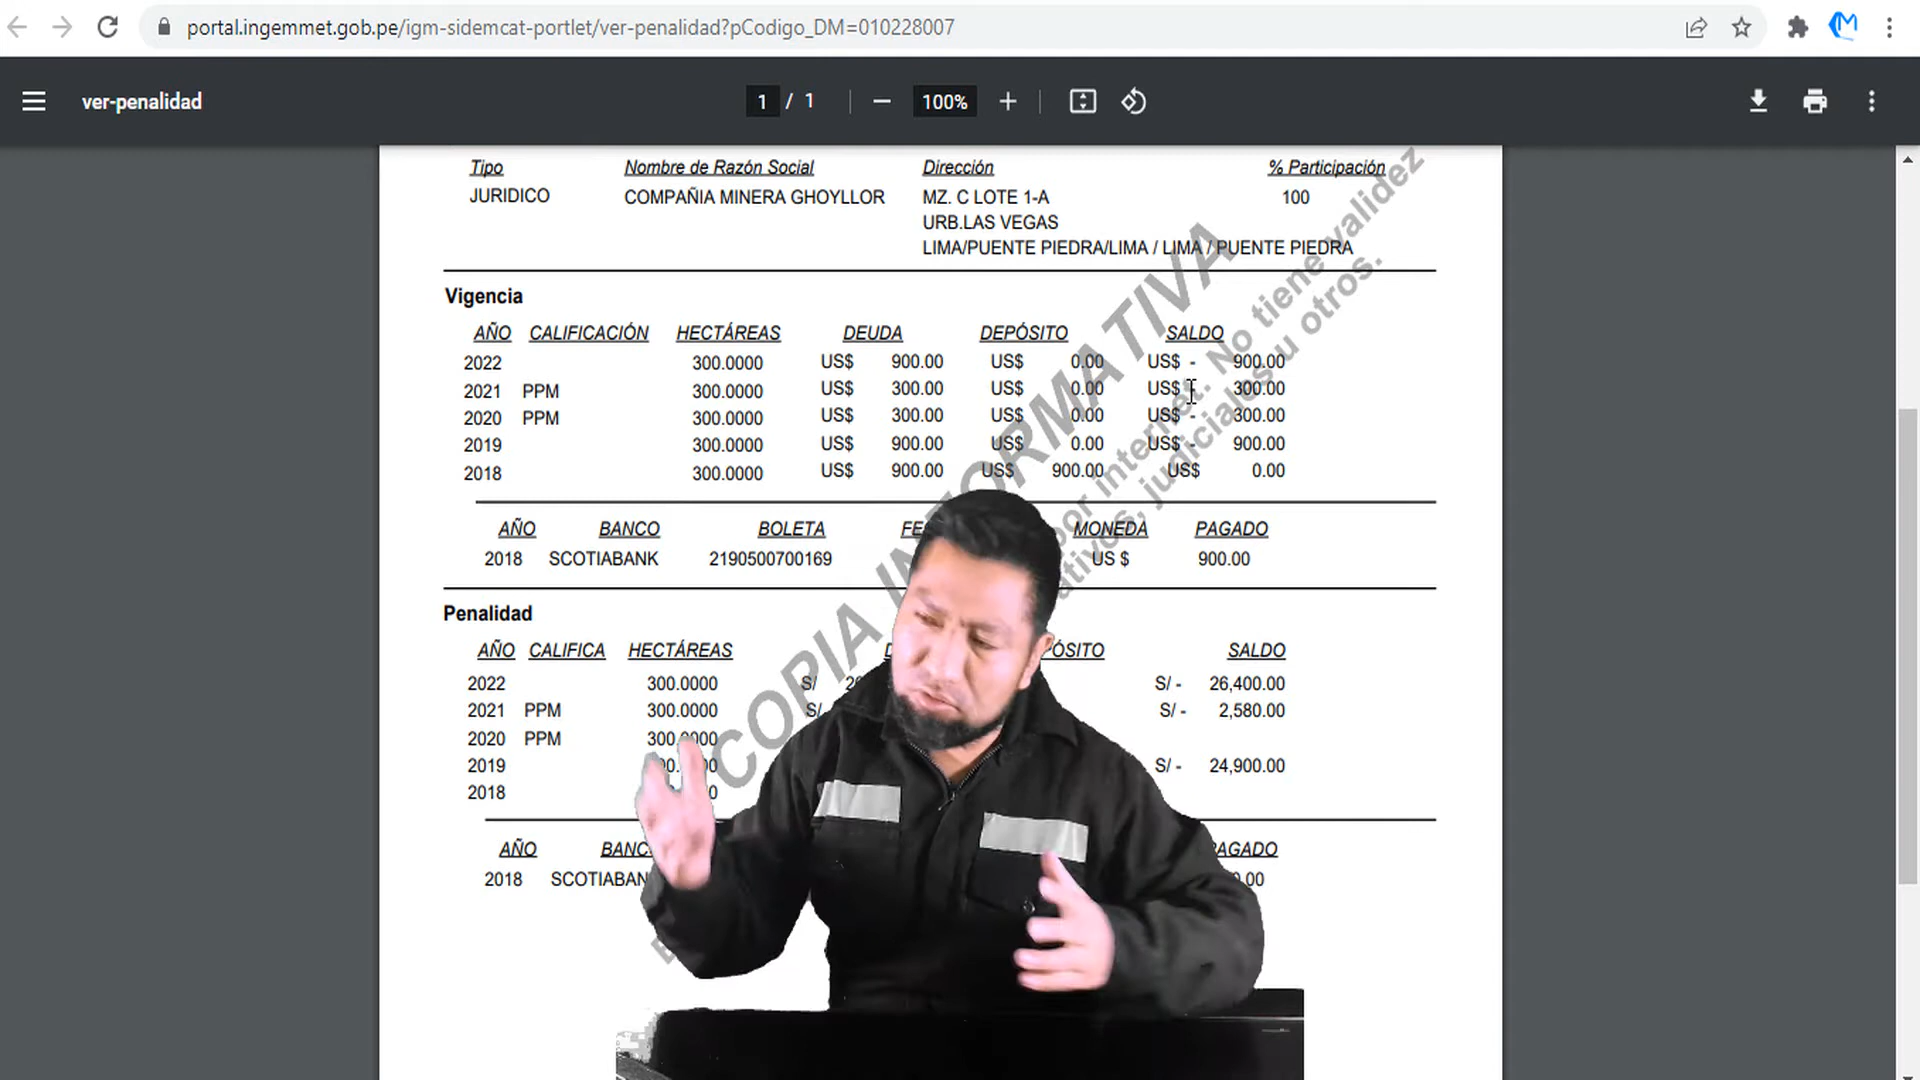 portal.ingemmet.gob.pe/igm-sidemcat-portlet/ver-penalidad?pCodigo_DM=010228007
ver-penalidad
1 / 1
100%
Tipo Nombre de Razón Social Dirección % Participación
JURIDICO COMPAÑIA MINERA GHOYLLOR MZ. C LOTE 1-A 100
URB.LAS VEGAS
LIMA/PUENTE PIEDRA/LIMA / LIMA / PUENTE PIEDRA
Vigencia
AÑO CALIFICACIÓN HECTÁREAS DEUDA DEPÓSITO SALDO
2022 300.0000 US$ 900.00 US$ 0.00 US$ - 900.00
2021 PPM 300.0000 US$ 300.00 US$ 0.00 US$ 300.00
2020 PPM 300.0000 US$ 300.00 US$ 0.00 US$ - 300.00
2019 300.0000 US$ 900.00 US$ 0.00 US$ - 900.00
2018 300.0000 US$ 900.00 US$ 900.00 US$ 0.00
AÑO BANCO BOLETA MONEDA PAGADO
2018 SCOTIABANK 2190500700169 US $ 900.00
Penalidad
AÑO CALIFICA HECTÁREAS SALDO
2022 300.0000 S/ S/ - 26,400.00
2021 PPM 300.0000 S/ S/ - 2,580.00
2020 PPM
2019 S/ - 24,900.00
2018
AÑO
2018
COPIA INFORMATIVA
por internet. No tiene validez
judiciales u otros.